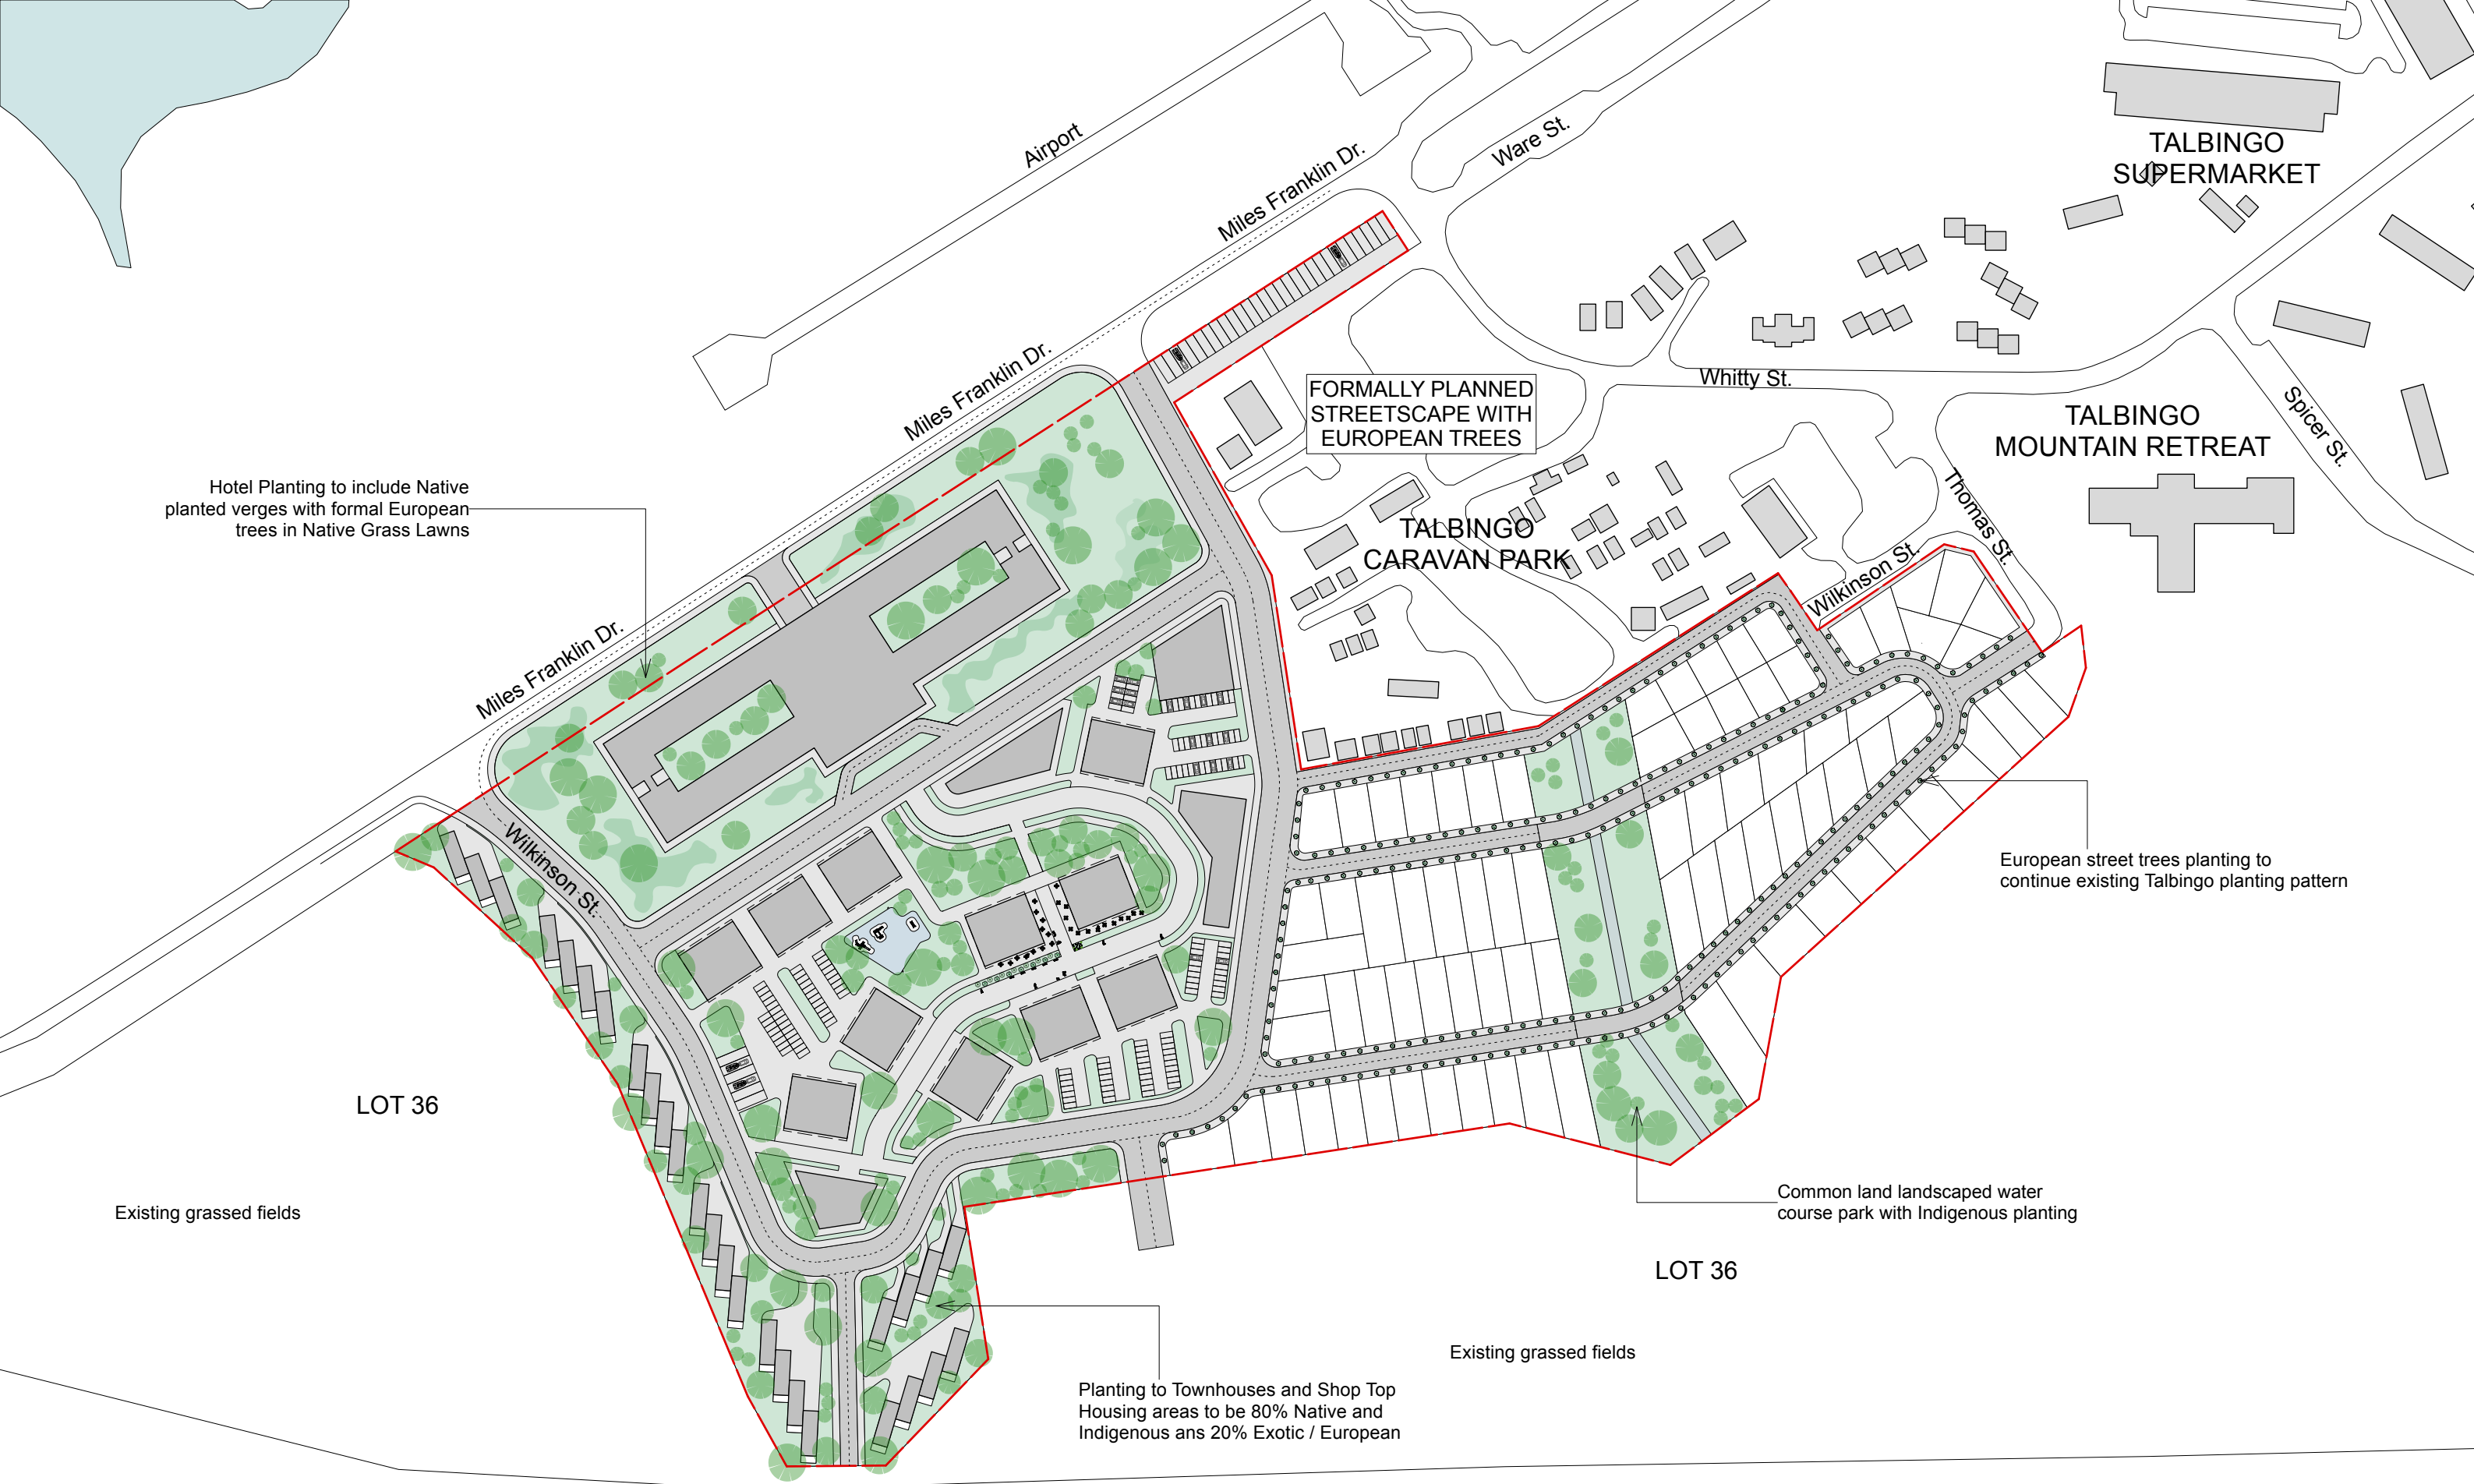 Airport
Ware St.
Miles Franklin Dr.
TALBINGO
SUPERMARKET
Miles Franklin Dr.
FORMALLY PLANNED
STREETSCAPE WITH
EUROPEAN TREES
Whitty St.
Spicer St.
TALBINGO
MOUNTAIN RETREAT
Hotel Planting to include Native
planted verges with formal European
trees in Native Grass Lawns
TALBINGO
CARAVAN PARK
Thomas St.
Wilkinson St.
Miles Franklin Dr.
Wilkinson St.
European street trees planting to
continue existing Talbingo planting pattern
LOT 36
Existing grassed fields
Common land landscaped water
course park with Indigenous planting
LOT 36
Existing grassed fields
Planting to Townhouses and Shop Top
Housing areas to be 80% Native and
Indigenous ans 20% Exotic / European